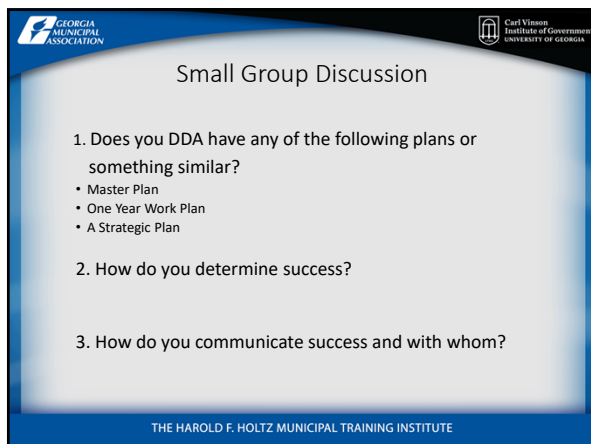 GEORGIA
MUNICIPAL
ASSOCIATION
Carl Vinson
Institute of Government
UNIVERSITY OF GEORGIA
Small Group Discussion
1. Does you DDA have any of the following plans or
something similar?
• Master Plan
• One Year Work Plan
• A Strategic Plan
2. How do you determine success?
3. How do you communicate success and with whom?
THE HAROLD F. HOLTZ MUNICIPAL TRAINING INSTITUTE